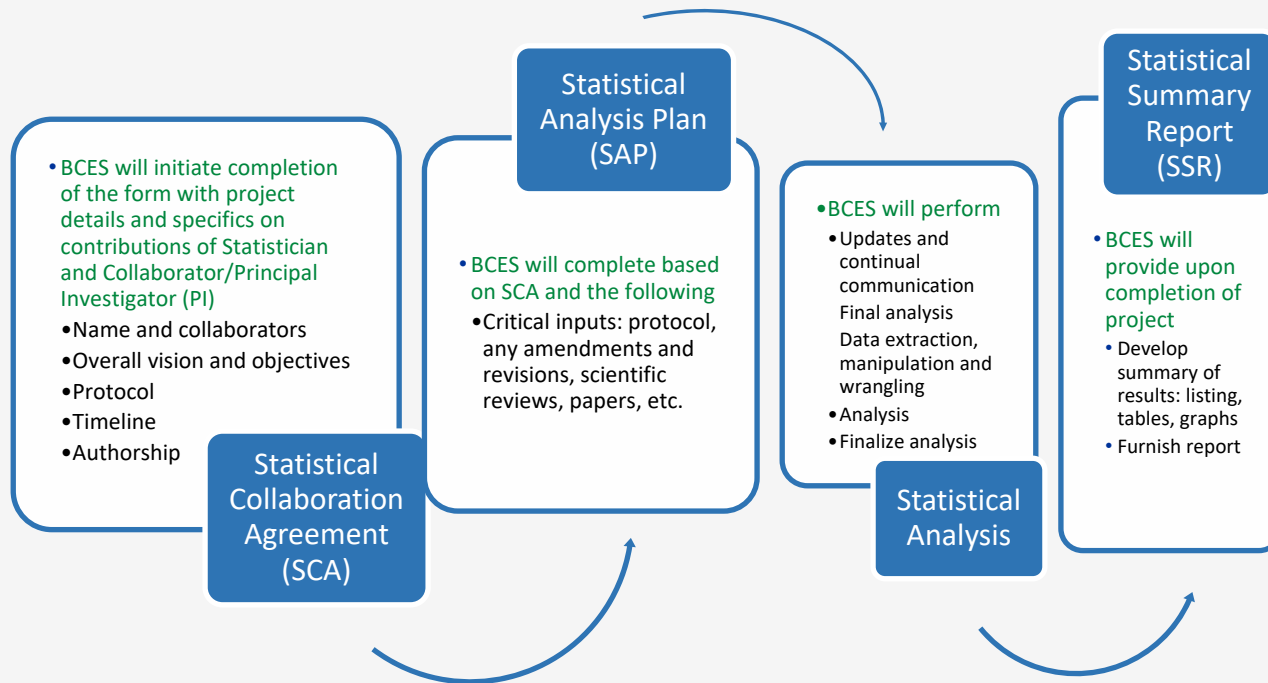 • BCES will initiate completion
of the form with project
details and specifics on
contributions of Statistician
and Collaborator/Principal
Investigator (PI)
•Name and collaborators
•Overall vision and objectives
•Protocol
•Timeline
•Authorship
Statistical
Collaboration
Agreement
(SCA)
Statistical
Analysis Plan
(SAP)
• BCES will complete based
on SCA and the following
•Critical inputs: protocol,
any amendments and
revisions, scientific
reviews, papers, etc.
•BCES will perform
•Updates and
continual
communication
Final analysis
Data extraction,
manipulation and
wrangling
•Analysis
•Finalize analysis
Statistical
Analysis
Statistical
Summary
Report
(SSR)
• BCES will
provide upon
completion of
project
• Develop
summary of
results: listing,
tables, graphs
• Furnish report